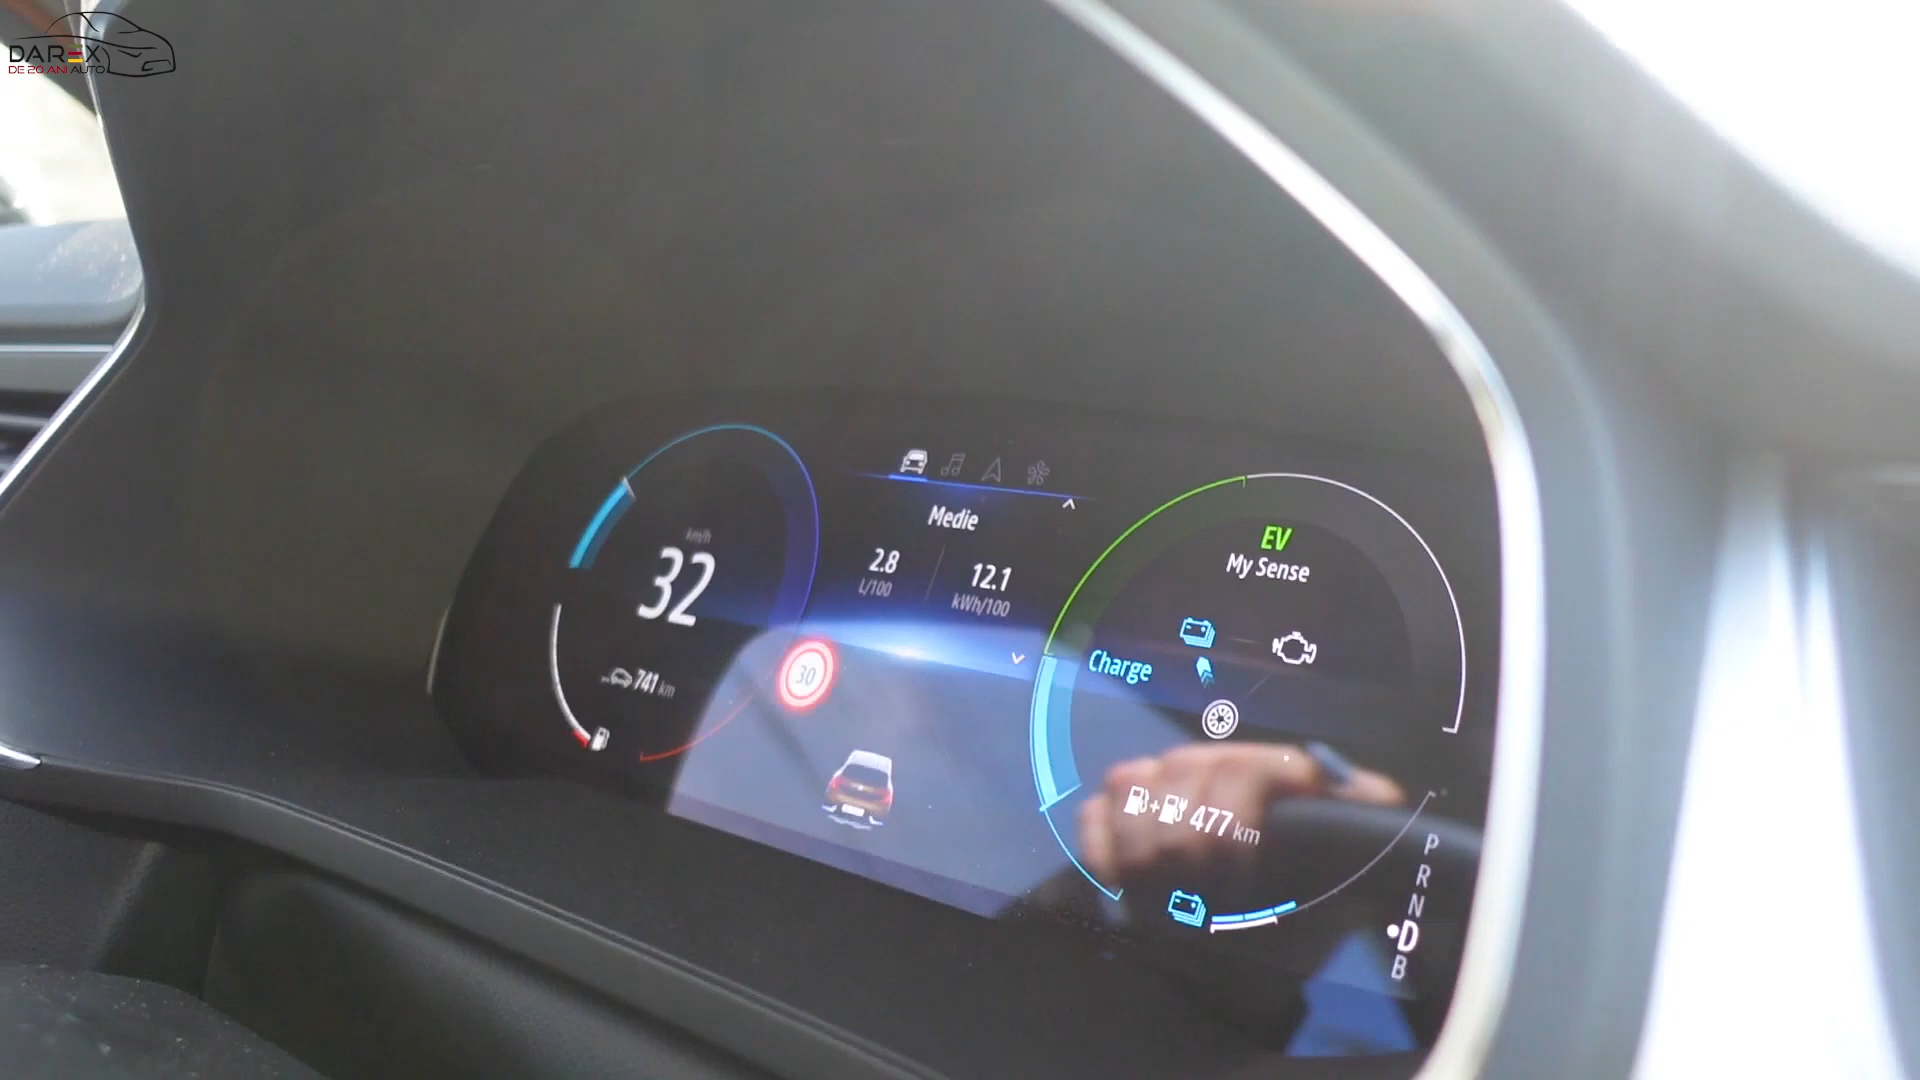 DAREX
DE 20 ANI AUTO
km/h
32
741 km
30
Medie
2.8
L/100
12.1
kWh/100
EV
My Sense
Charge
+ 477 km
P
R
N
•D
B